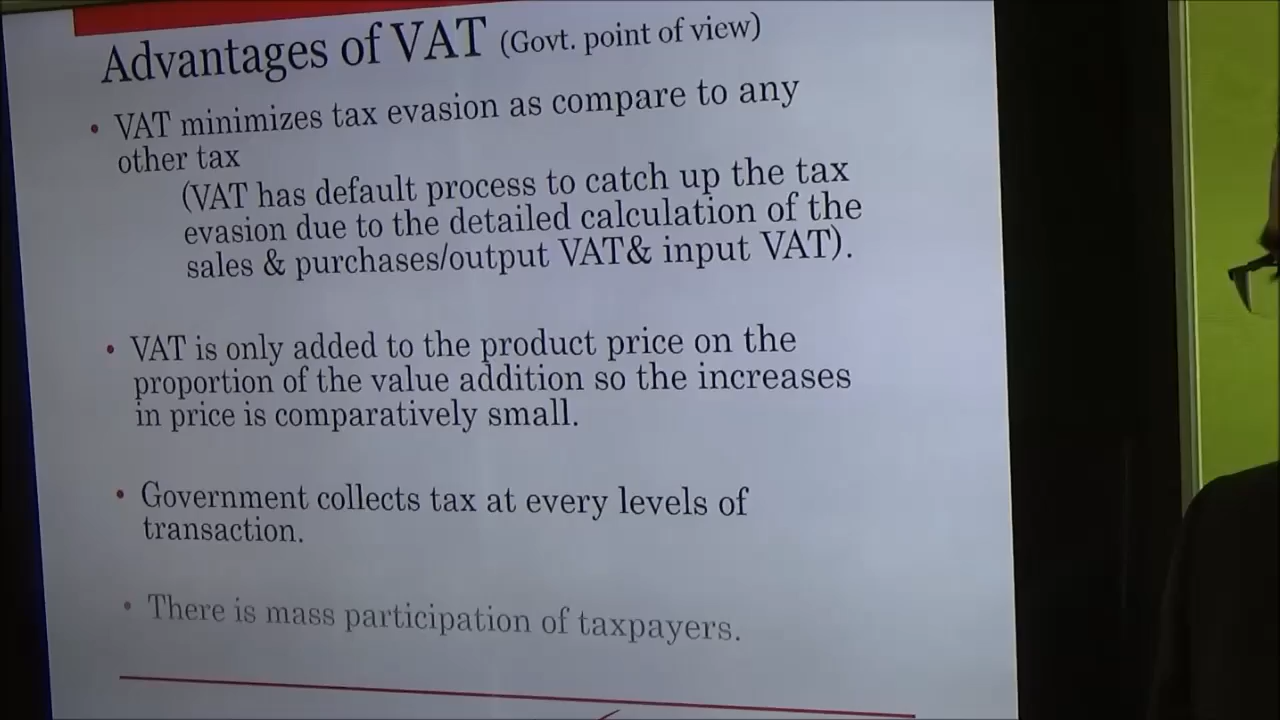 Advantages of VAT (Govt. point of view)
• VAT minimizes tax evasion as compare to any
other tax
(VAT has default process to catch up the tax
evasion due to the detailed calculation of the
sales & purchases/output VAT& input VAT).
• VAT is only added to the product price on the
proportion of the value addition so the increases
in price is comparatively small.
• Government collects tax at every levels of
transaction.
• There is mass participation of taxpayers.